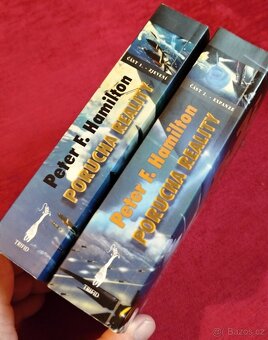 ČÁST 1. - ZJEVENÍ
Peter F. Hamilton
PORUCHA REALITY
TRITON
ČÁST 2. - EXPANZE
Peter F. Hamilton
PORUCHA REALITY
TRITON
Bazos.cz